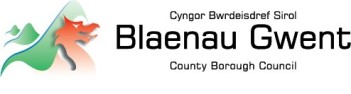 Cyngor Bwrdeisdref Sirol
Blaenau Gwent
County Borough Council